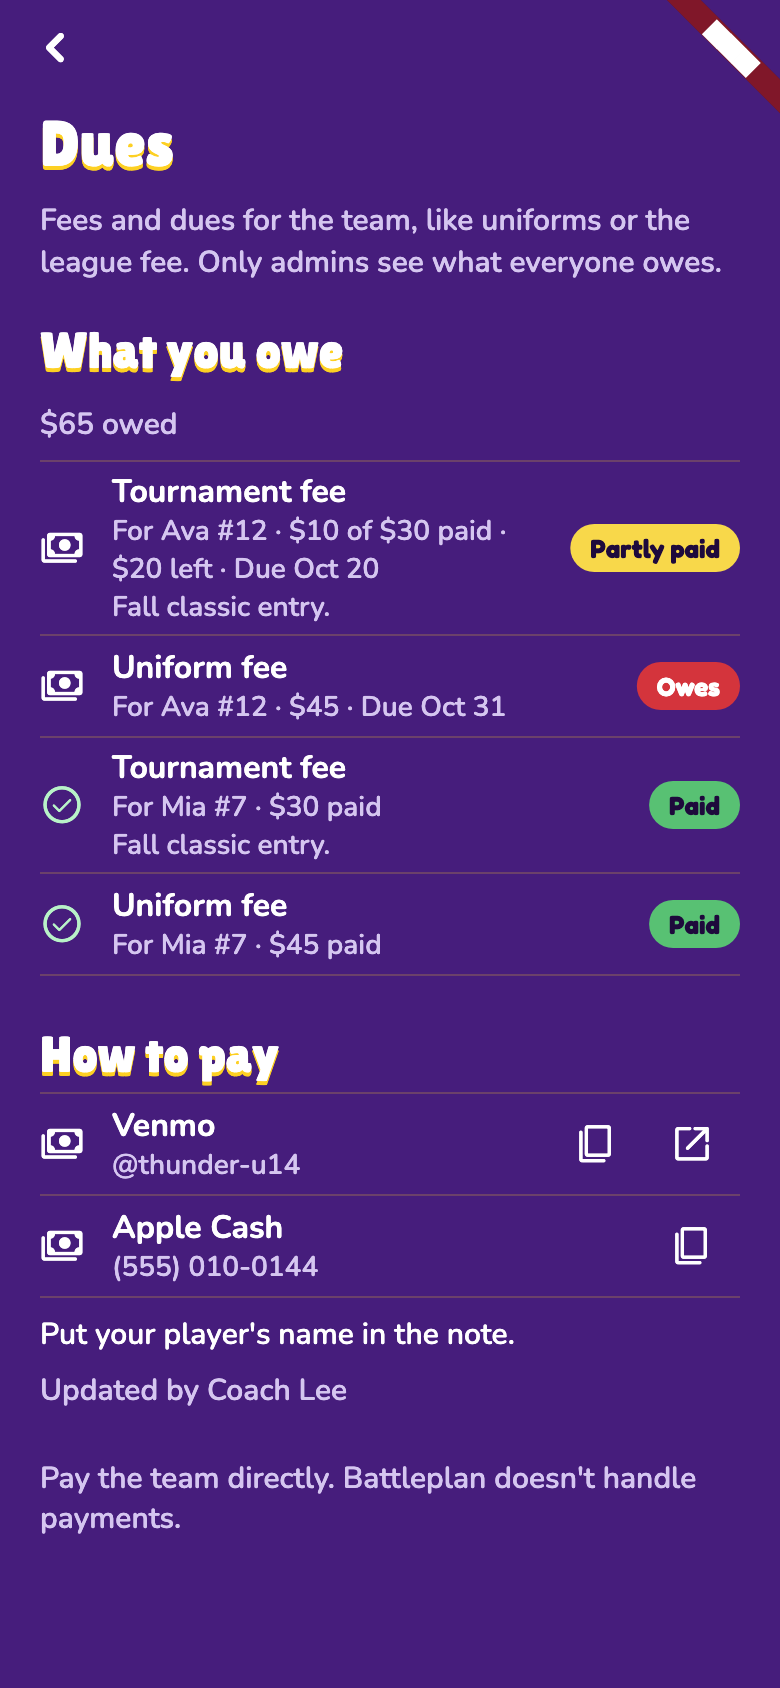 Dues
Fees and dues for the team, like uniforms or the
league fee. Only admins see what everyone owes.
What you owe
$65 owed
Tournament fee
For Ava #12 · $10 of $30 paid ·
$20 left · Due Oct 20
Fall classic entry.
Partly paid
Uniform fee
For Ava #12 · $45 · Due Oct 31
Owes
Tournament fee
For Mia #7 · $30 paid
Fall classic entry.
Paid
Uniform fee
For Mia #7 · $45 paid
Paid
How to pay
Venmo
@thunder-u14
Apple Cash
(555) 010-0144
Put your player's name in the note.
Updated by Coach Lee
Pay the team directly. Battleplan doesn't handle
payments.